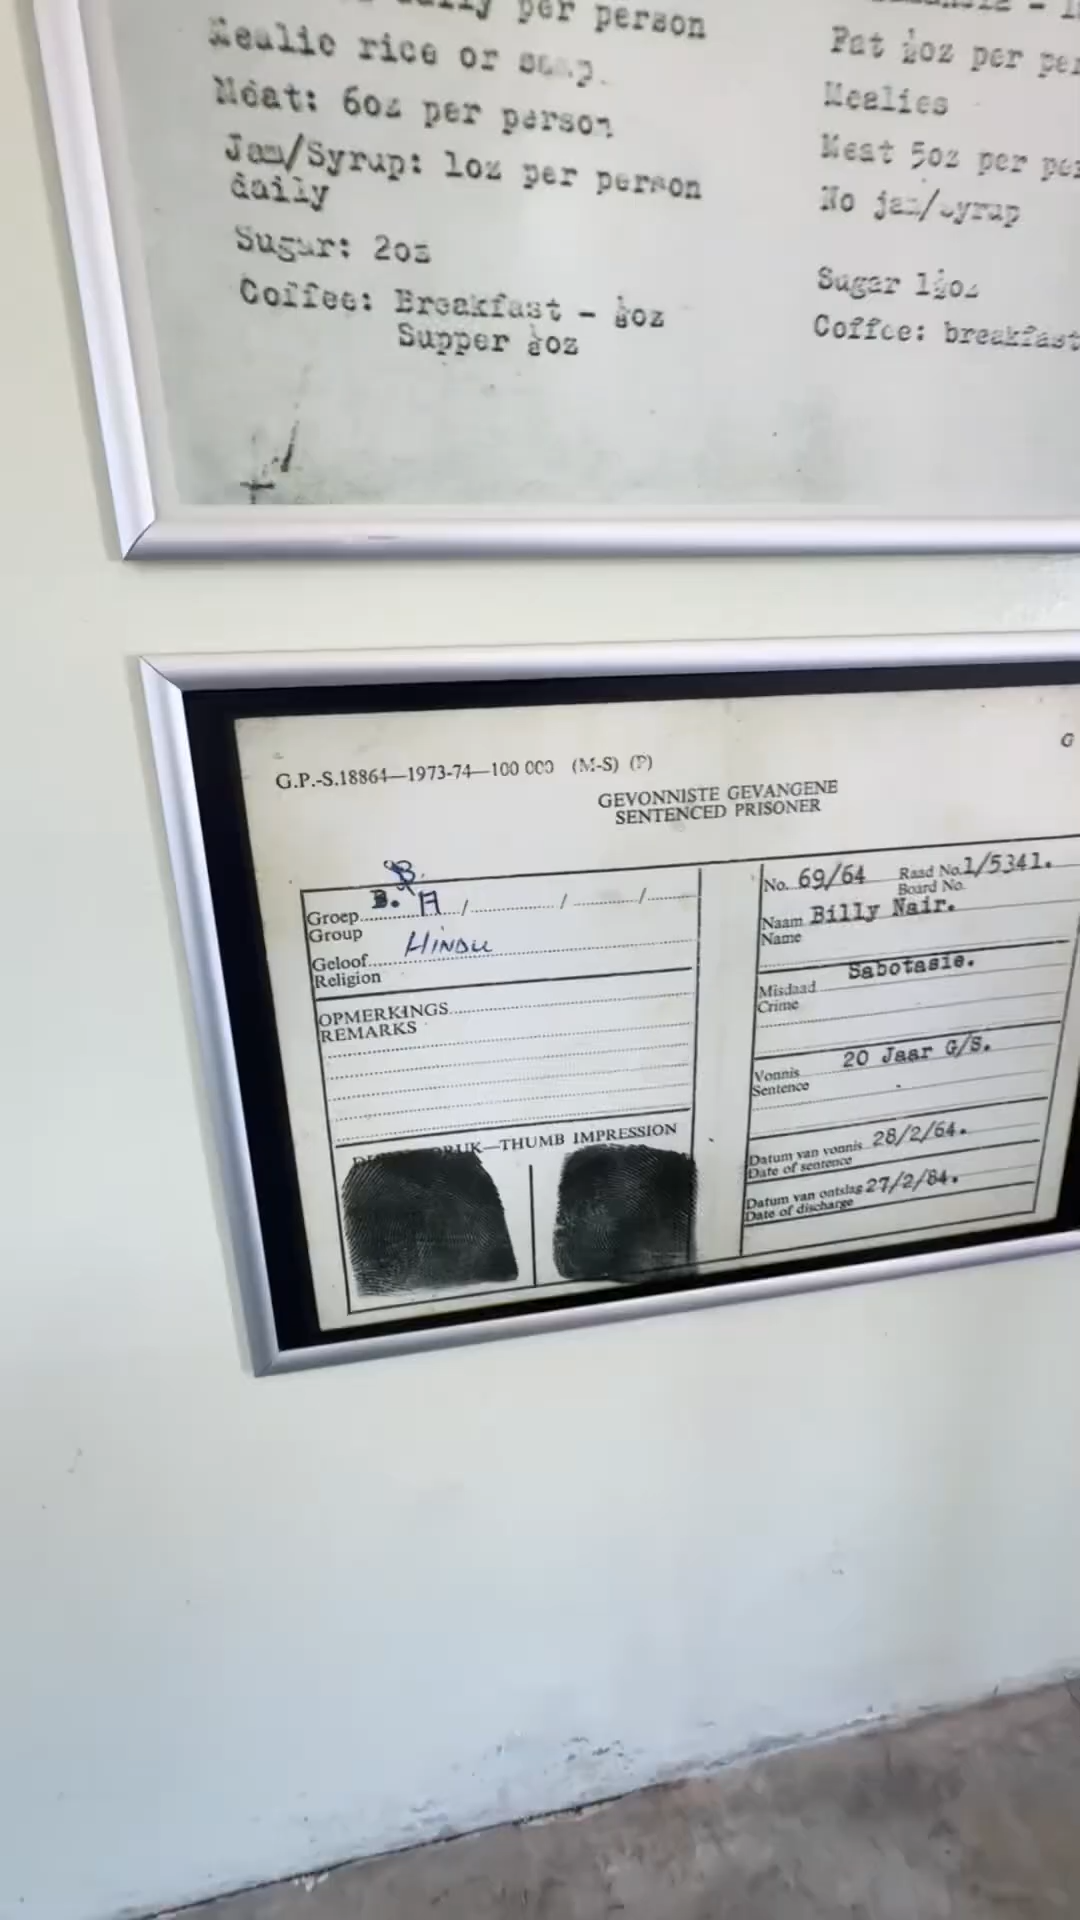 daily per person
Mealie rice or soup.
Meat: 6oz per person
Jam/Syrup: 1oz per person
daily
Sugar: 2oz
Coffee: Breakfast -
Supper
Fat ½oz per
Mealies
Meat 5oz per
No jam/syrup
Sugar 1½oz
Coffee: breakfast
G.P.-S.18864—1973-74—100 000 (M-S) (P)
G
GEVONNISTE GEVANGENE
SENTENCED PRISONER
B.
Groep B. A / / /
Group
Geloof HINDU
Religion
OPMERKINGS
REMARKS
DRUK—THUMB IMPRESSION
No. 69/64 Raad No. 1/5341.
Board No.
Naam Billy Nair.
Name
Misdaad Sabotasie.
Crime
Vonnis 20 Jaar G/S.
Sentence
Datum van vonnis 28/2/64.
Date of sentence
Datum van ontslag 27/2/84.
Date of discharge